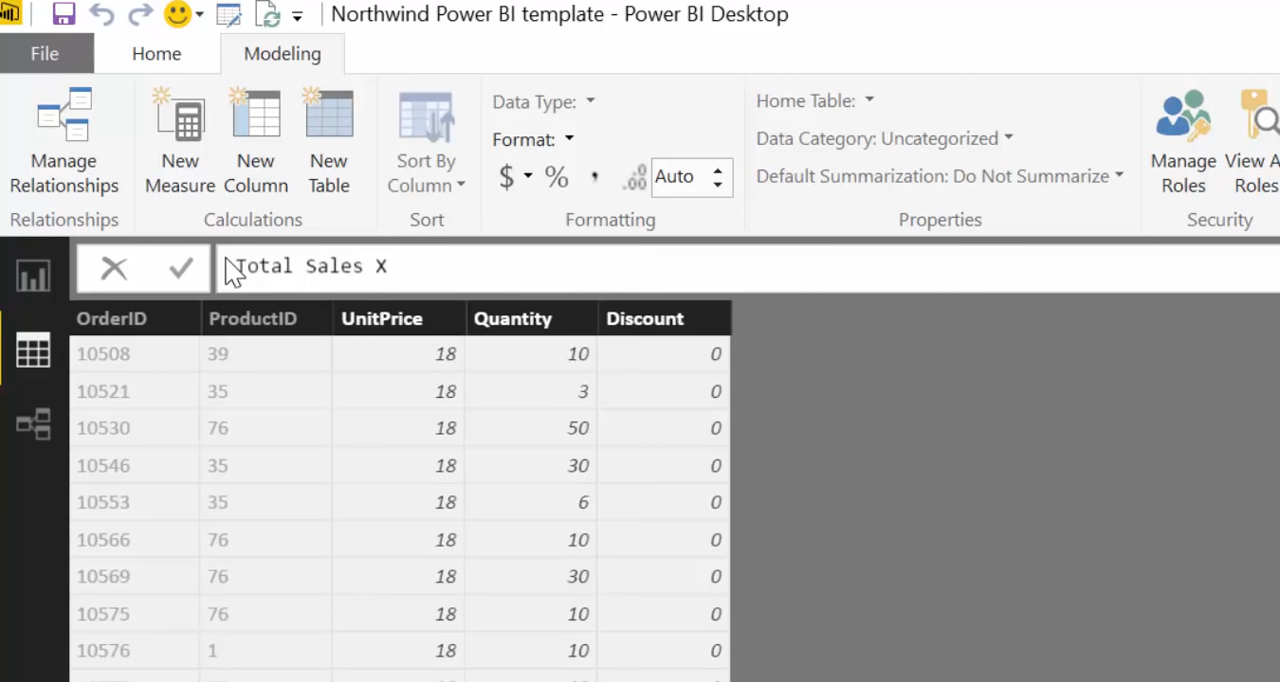 Northwind Power BI template - Power BI Desktop
File Home Modeling
Manage Relationships
New Measure
New Column
New Table
Sort By Column
Data Type:
Format:
$ % , .0 .00 Auto
Home Table:
Data Category: Uncategorized
Default Summarization: Do Not Summarize
Manage Roles
View A
Roles
Relationships Calculations Sort Formatting Properties Security
Total Sales X
OrderID ProductID UnitPrice Quantity Discount
10508 39 18 10 0
10521 35 18 3 0
10530 76 18 50 0
10546 35 18 30 0
10553 35 18 6 0
10566 76 18 10 0
10569 76 18 30 0
10575 76 18 10 0
10576 1 18 10 0